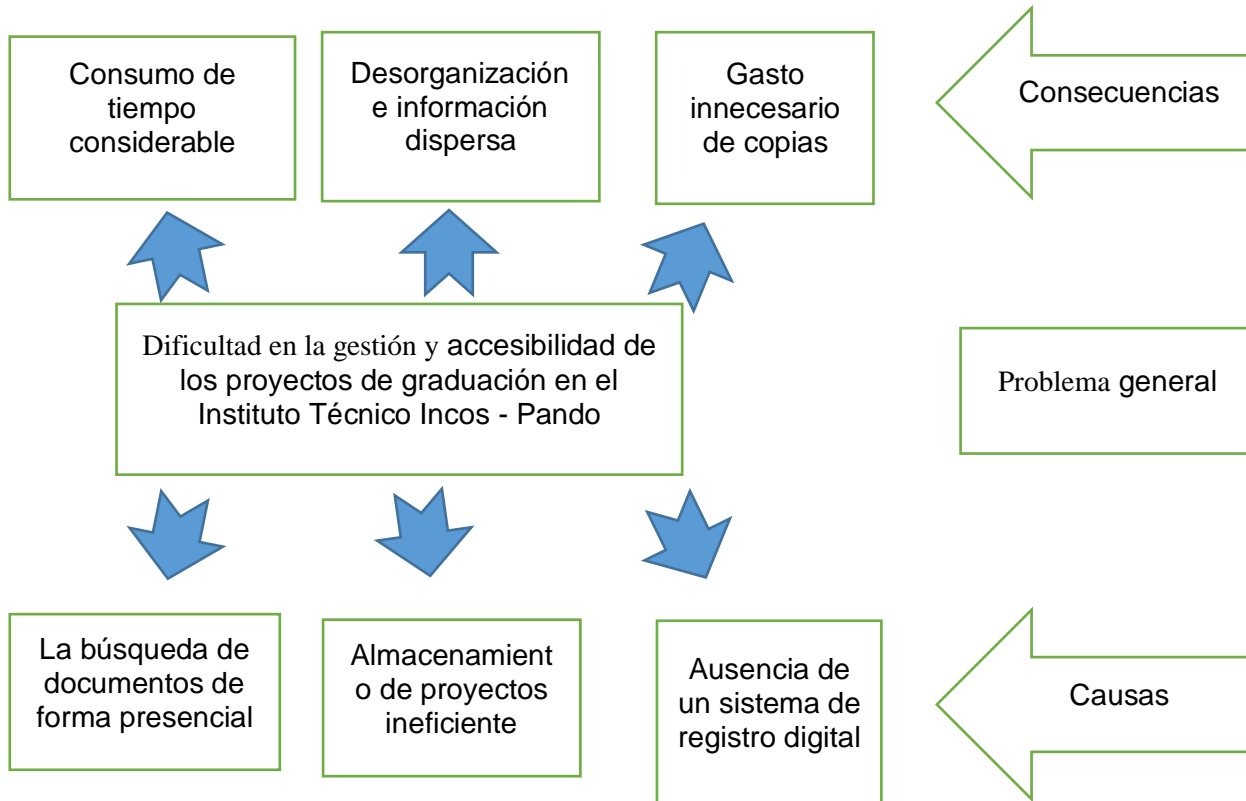 Consumo de
tiempo
considerable
Desorganización
e información
dispersa
Gasto
innecesario
de copias
Consecuencias
Dificultad en la gestión y accesibilidad de
los proyectos de graduación en el
Instituto Técnico Incos - Pando
Problema general
La búsqueda de
documentos de
forma presencial
Almacenamient
o de proyectos
ineficiente
Ausencia de
un sistema de
registro digital
Causas